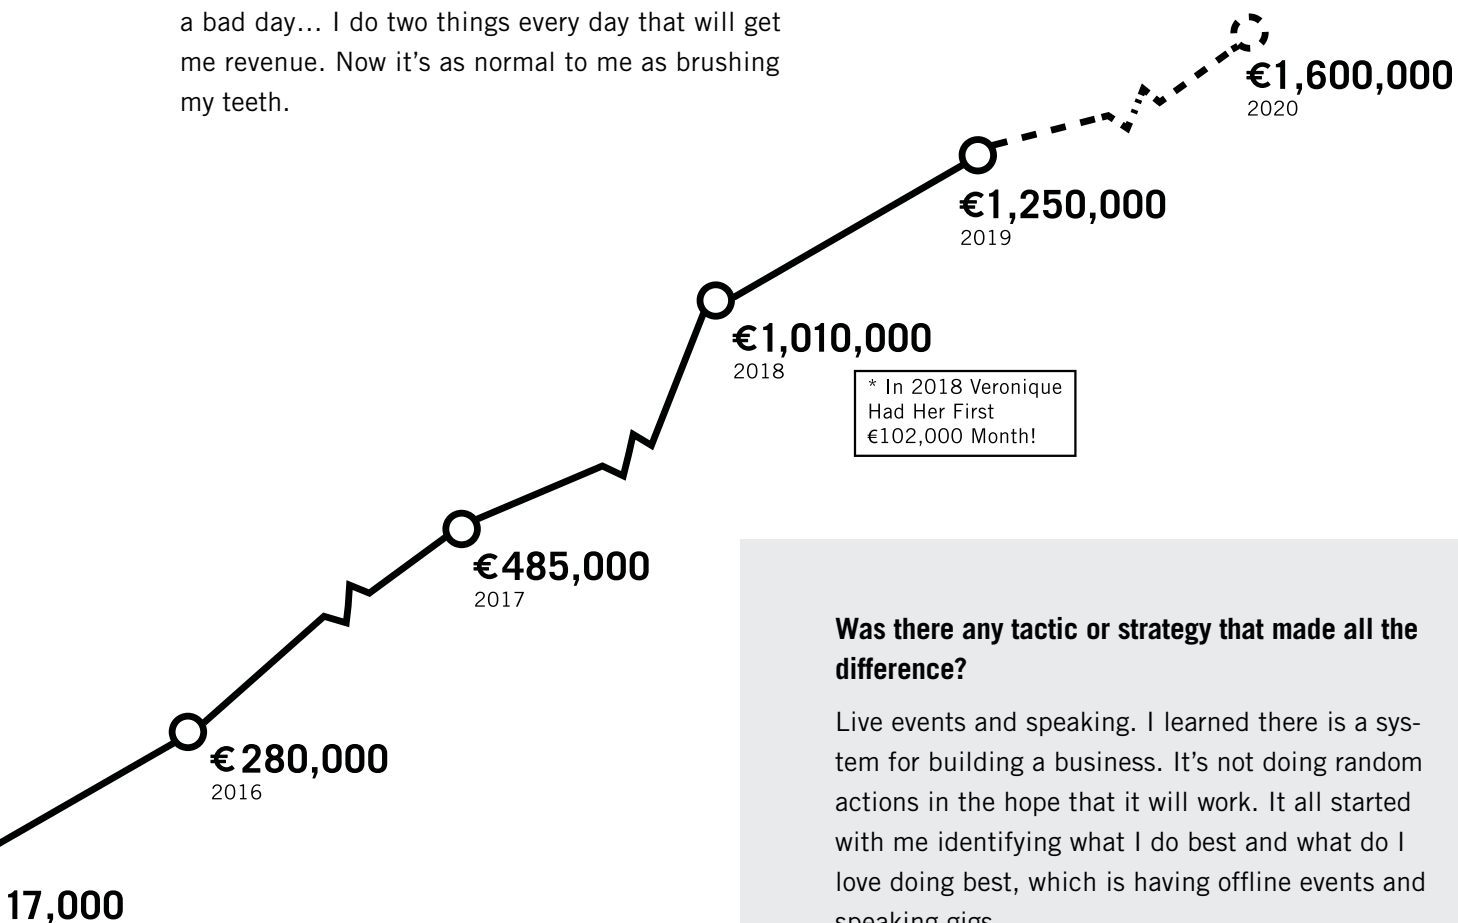 a bad day... I do two things every day that will get
me revenue. Now it's as normal to me as brushing
my teeth.
€1,600,000
2020
€1,250,000
2019
€1,010,000
2018
* In 2018 Veronique
Had Her First
€102,000 Month!
€485,000
2017
€280,000
2016
17,000
Was there any tactic or strategy that made all the
difference?
Live events and speaking. I learned there is a sys-
tem for building a business. It's not doing random
actions in the hope that it will work. It all started
with me identifying what I do best and what do I
love doing best, which is having offline events and
speaking gigs